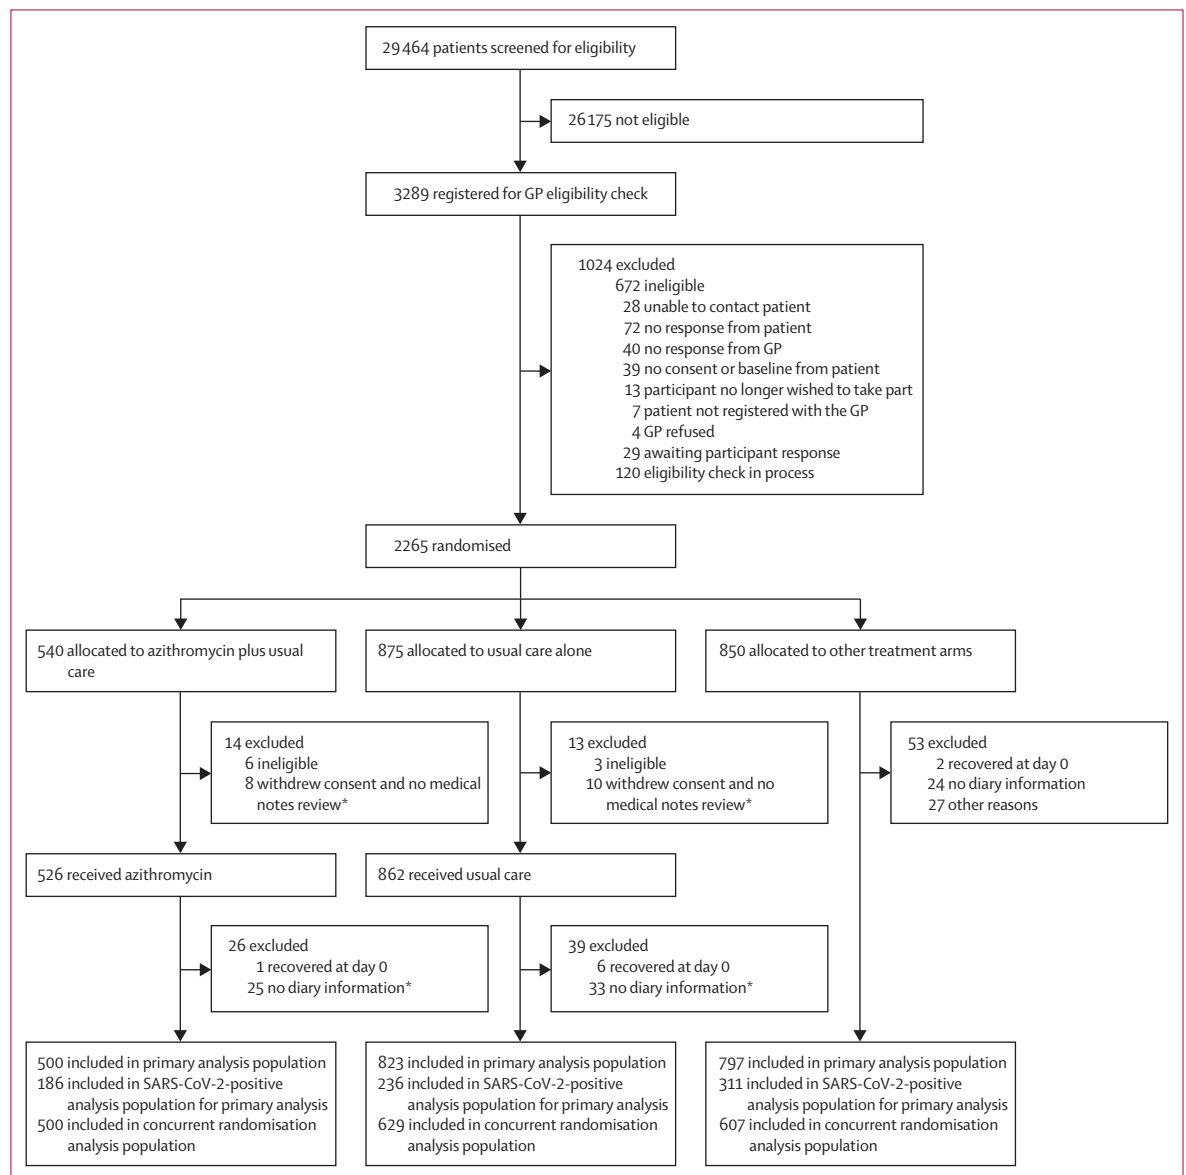 29 464 patients screened for eligibility
26 175 not eligible
3289 registered for GP eligibility check
1024 excluded
672 ineligible
28 unable to contact patient
72 no response from patient
40 no response from GP
39 no consent or baseline from patient
13 participant no longer wished to take part
7 patient not registered with the GP
4 GP refused
29 awaiting participant response
120 eligibility check in process
2265 randomised
540 allocated to azithromycin plus usual
care
875 allocated to usual care alone
850 allocated to other treatment arms
14 excluded
6 ineligible
8 withdrew consent and no medical
notes review*
13 excluded
3 ineligible
10 withdrew consent and no
medical notes review*
53 excluded
2 recovered at day 0
24 no diary information
27 other reasons
526 received azithromycin
862 received usual care
26 excluded
1 recovered at day 0
25 no diary information*
39 excluded
6 recovered at day 0
33 no diary information*
500 included in primary analysis population
186 included in SARS-CoV-2-positive
analysis population for primary analysis
500 included in concurrent randomisation
analysis population
823 included in primary analysis population
236 included in SARS-CoV-2-positive
analysis population for primary analysis
629 included in concurrent randomisation
analysis population
797 included in primary analysis population
311 included in SARS-CoV-2-positive
analysis population for primary analysis
607 included in concurrent randomisation
analysis population